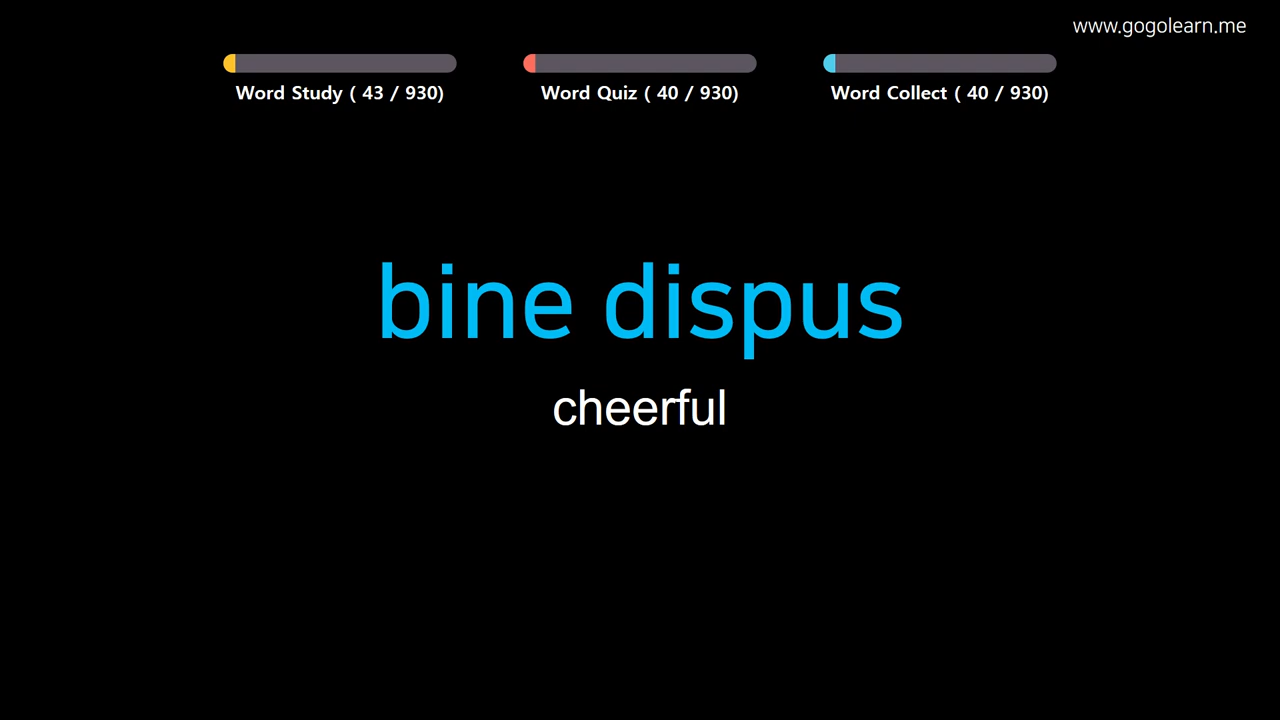 www.gogolearn.me
Word Study ( 43 / 930)
Word Quiz ( 40 / 930)
Word Collect ( 40 / 930)
bine dispus
cheerful